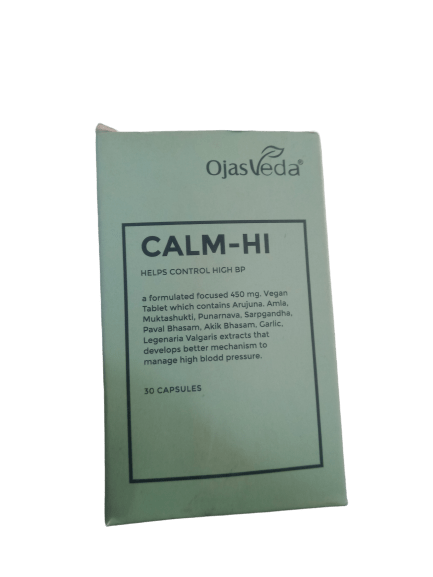 OjasVeda®
CALM-HI
HELPS CONTROL HIGH BP
a formulated focused 450 mg. Vegan
Tablet which contains Arujuna. Amla,
Muktashukti, Punarnava, Sarpgandha,
Paval Bhasam, Akik Bhasam, Garlic,
Legenaria Valgaris extracts that
develops better mechanism to
manage high blodd pressure.
30 CAPSULES